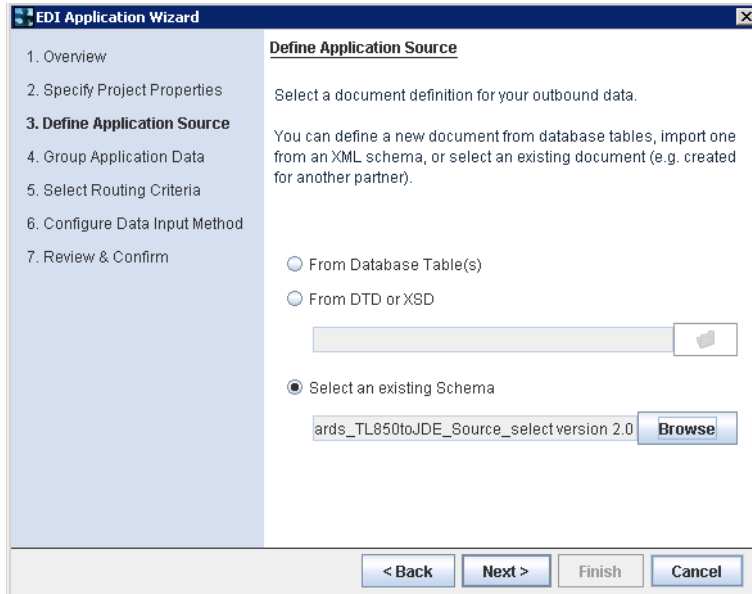 EDI Application Wizard
1. Overview
2. Specify Project Properties
3. Define Application Source
4. Group Application Data
5. Select Routing Criteria
6. Configure Data Input Method
7. Review & Confirm
Define Application Source
Select a document definition for your outbound data.
You can define a new document from database tables, import one
from an XML schema, or select an existing document (e.g. created
for another partner).
From Database Table(s)
From DTD or XSD
Select an existing Schema
ards_TL850toJDE_Source_select version 2.0
Browse
< Back
Next >
Finish
Cancel